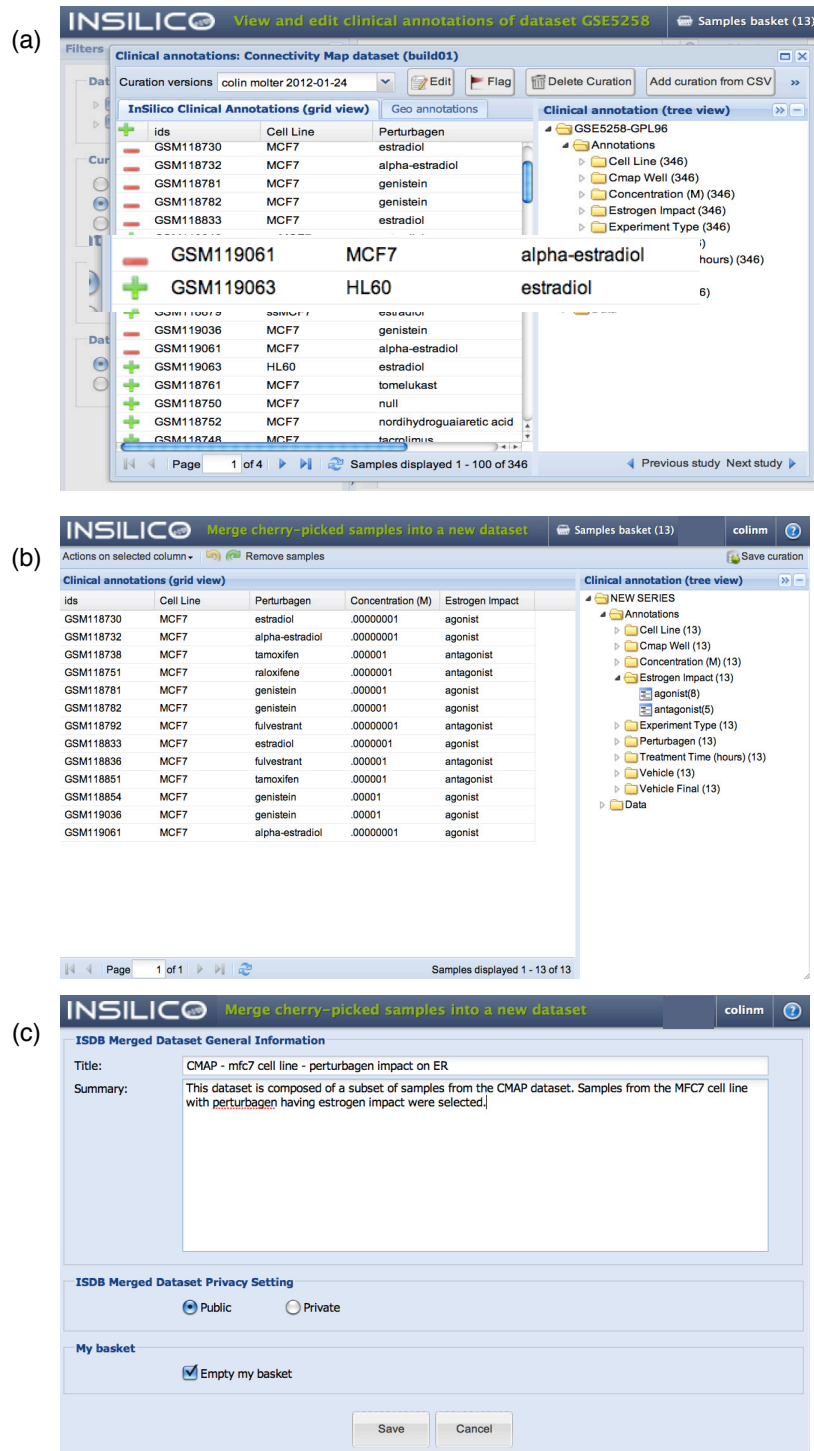 (a)
INSILICO View and edit clinical annotations of dataset GSE5258 Samples basket (13)
Filters
Clinical annotations: Connectivity Map dataset (build01)
Dat
Curation versions colin molter 2012-01-24 Edit Flag Delete Curation Add curation from CSV »
InSilico Clinical Annotations (grid view) Geo annotations
Clinical annotation (tree view)
ids Cell Line Perturbagen
GSM118730 MCF7 estradiol
GSM118732 MCF7 alpha-estradiol
GSM118781 MCF7 genistein
GSM118782 MCF7 genistein
GSM118833 MCF7 estradiol
GSE5258-GPL96
Annotations
Cell Line (346)
Cmap Well (346)
Concentration (M) (346)
Estrogen Impact (346)
Experiment Type (346)
hours) (346)
6)
Cur
GSM119061 MCF7 alpha-estradiol
GSM119063 HL60 estradiol
GSM118879 ssMCF7 estradiol
GSM119036 MCF7 genistein
GSM119061 MCF7 alpha-estradiol
GSM119063 HL60 estradiol
GSM118761 MCF7 tomelukast
GSM118750 MCF7 null
GSM118752 MCF7 nordihydroguaiaretic acid
GSM118748 MCF7 tacrolimus
Dat
Page 1 of 4 Samples displayed 1 - 100 of 346
Previous study Next study
(b)
INSILICO Merge cherry-picked samples into a new dataset Samples basket (13) colinm ?
Actions on selected column Remove samples Save curation
Clinical annotations (grid view)
ids Cell Line Perturbagen Concentration (M) Estrogen Impact
GSM118730 MCF7 estradiol .00000001 agonist
GSM118732 MCF7 alpha-estradiol .00000001 agonist
GSM118738 MCF7 tamoxifen .000001 antagonist
GSM118751 MCF7 raloxifene .0000001 antagonist
GSM118781 MCF7 genistein .000001 agonist
GSM118782 MCF7 genistein .000001 agonist
GSM118792 MCF7 fulvestrant .00000001 antagonist
GSM118833 MCF7 estradiol .0000001 agonist
GSM118836 MCF7 fulvestrant .000001 antagonist
GSM118851 MCF7 tamoxifen .000001 antagonist
GSM118854 MCF7 genistein .00001 agonist
GSM119036 MCF7 genistein .00001 agonist
GSM119061 MCF7 alpha-estradiol .00000001 agonist
Page 1 of 1 Samples displayed 1 - 13 of 13
Clinical annotation (tree view)
NEW SERIES
Annotations
Cell Line (13)
Cmap Well (13)
Concentration (M) (13)
Estrogen Impact (13)
agonist(8)
antagonist(5)
Experiment Type (13)
Perturbagen (13)
Treatment Time (hours) (13)
Vehicle (13)
Vehicle Final (13)
Data
(c)
INSILICO Merge cherry-picked samples into a new dataset colinm ?
ISDB Merged Dataset General Information
Title: CMAP - mfc7 cell line - perturbagen impact on ER
Summary: This dataset is composed of a subset of samples from the CMAP dataset. Samples from the MFC7 cell line
with perturbagen having estrogen impact were selected.
ISDB Merged Dataset Privacy Setting
Public Private
My basket
Empty my basket
Save Cancel